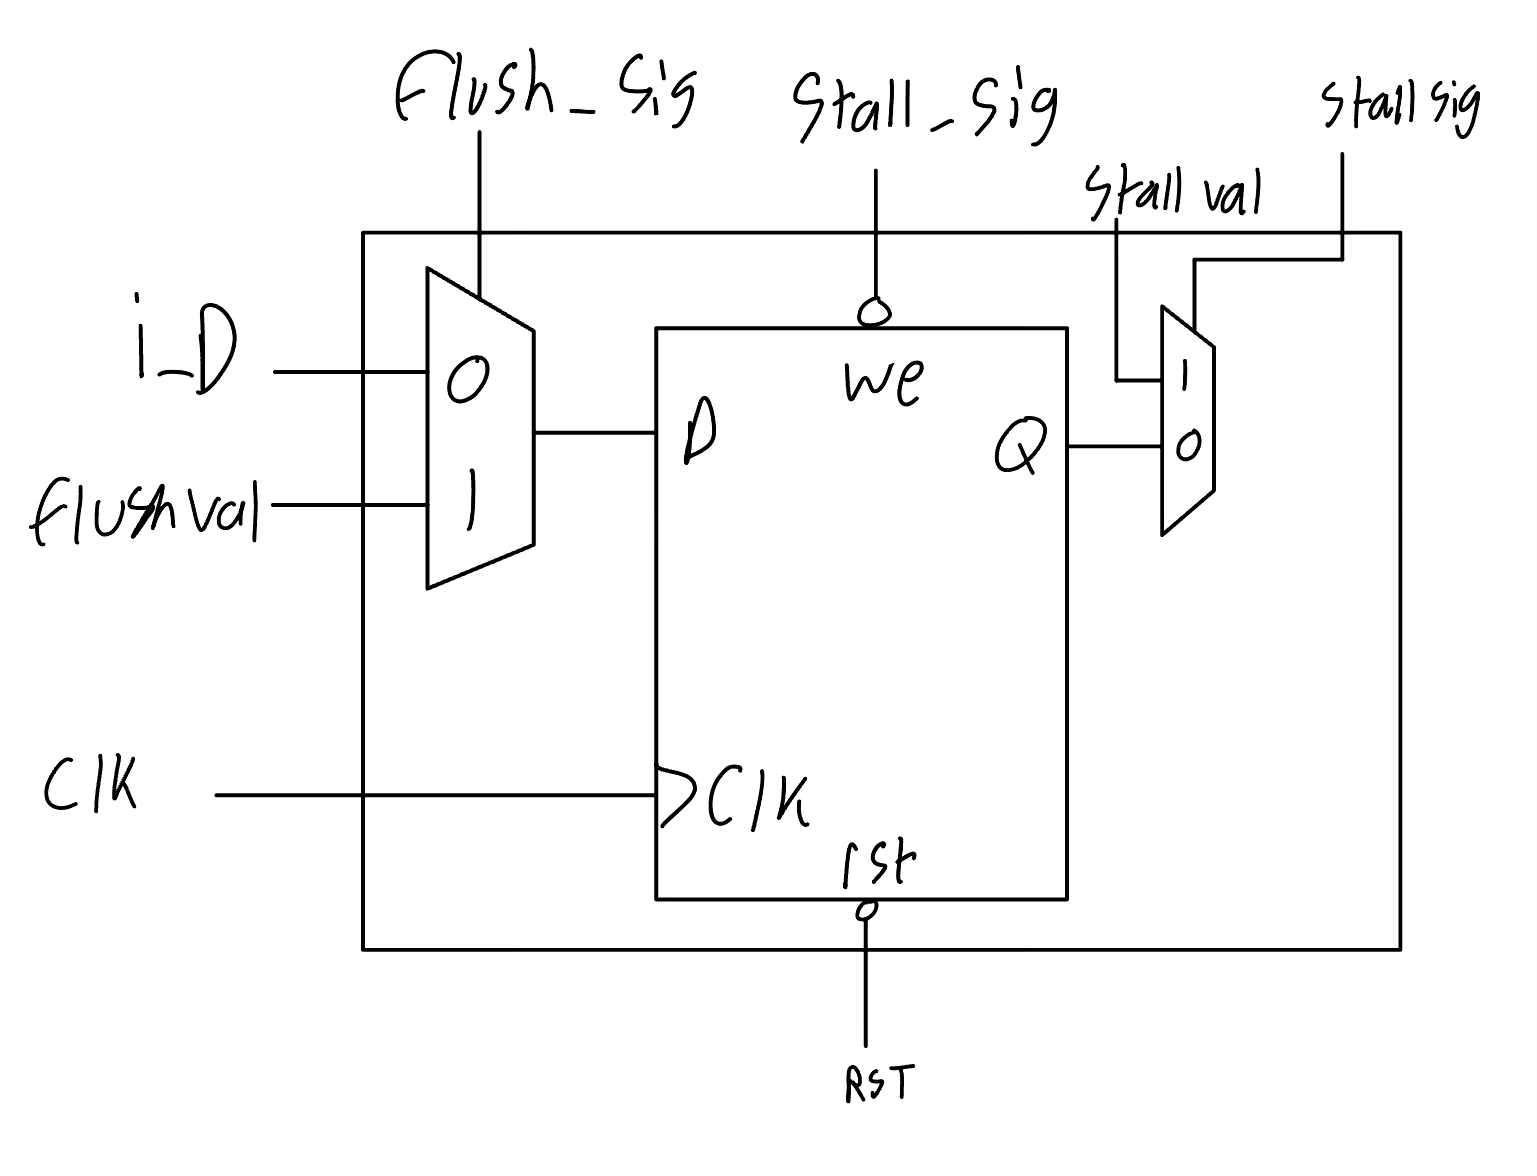 Flush_Sig
Stall_Sig
Stall sig
Stall val
i_D
0
1
we
D
Q
1
0
flushval
Clk
Clk
rst
RST